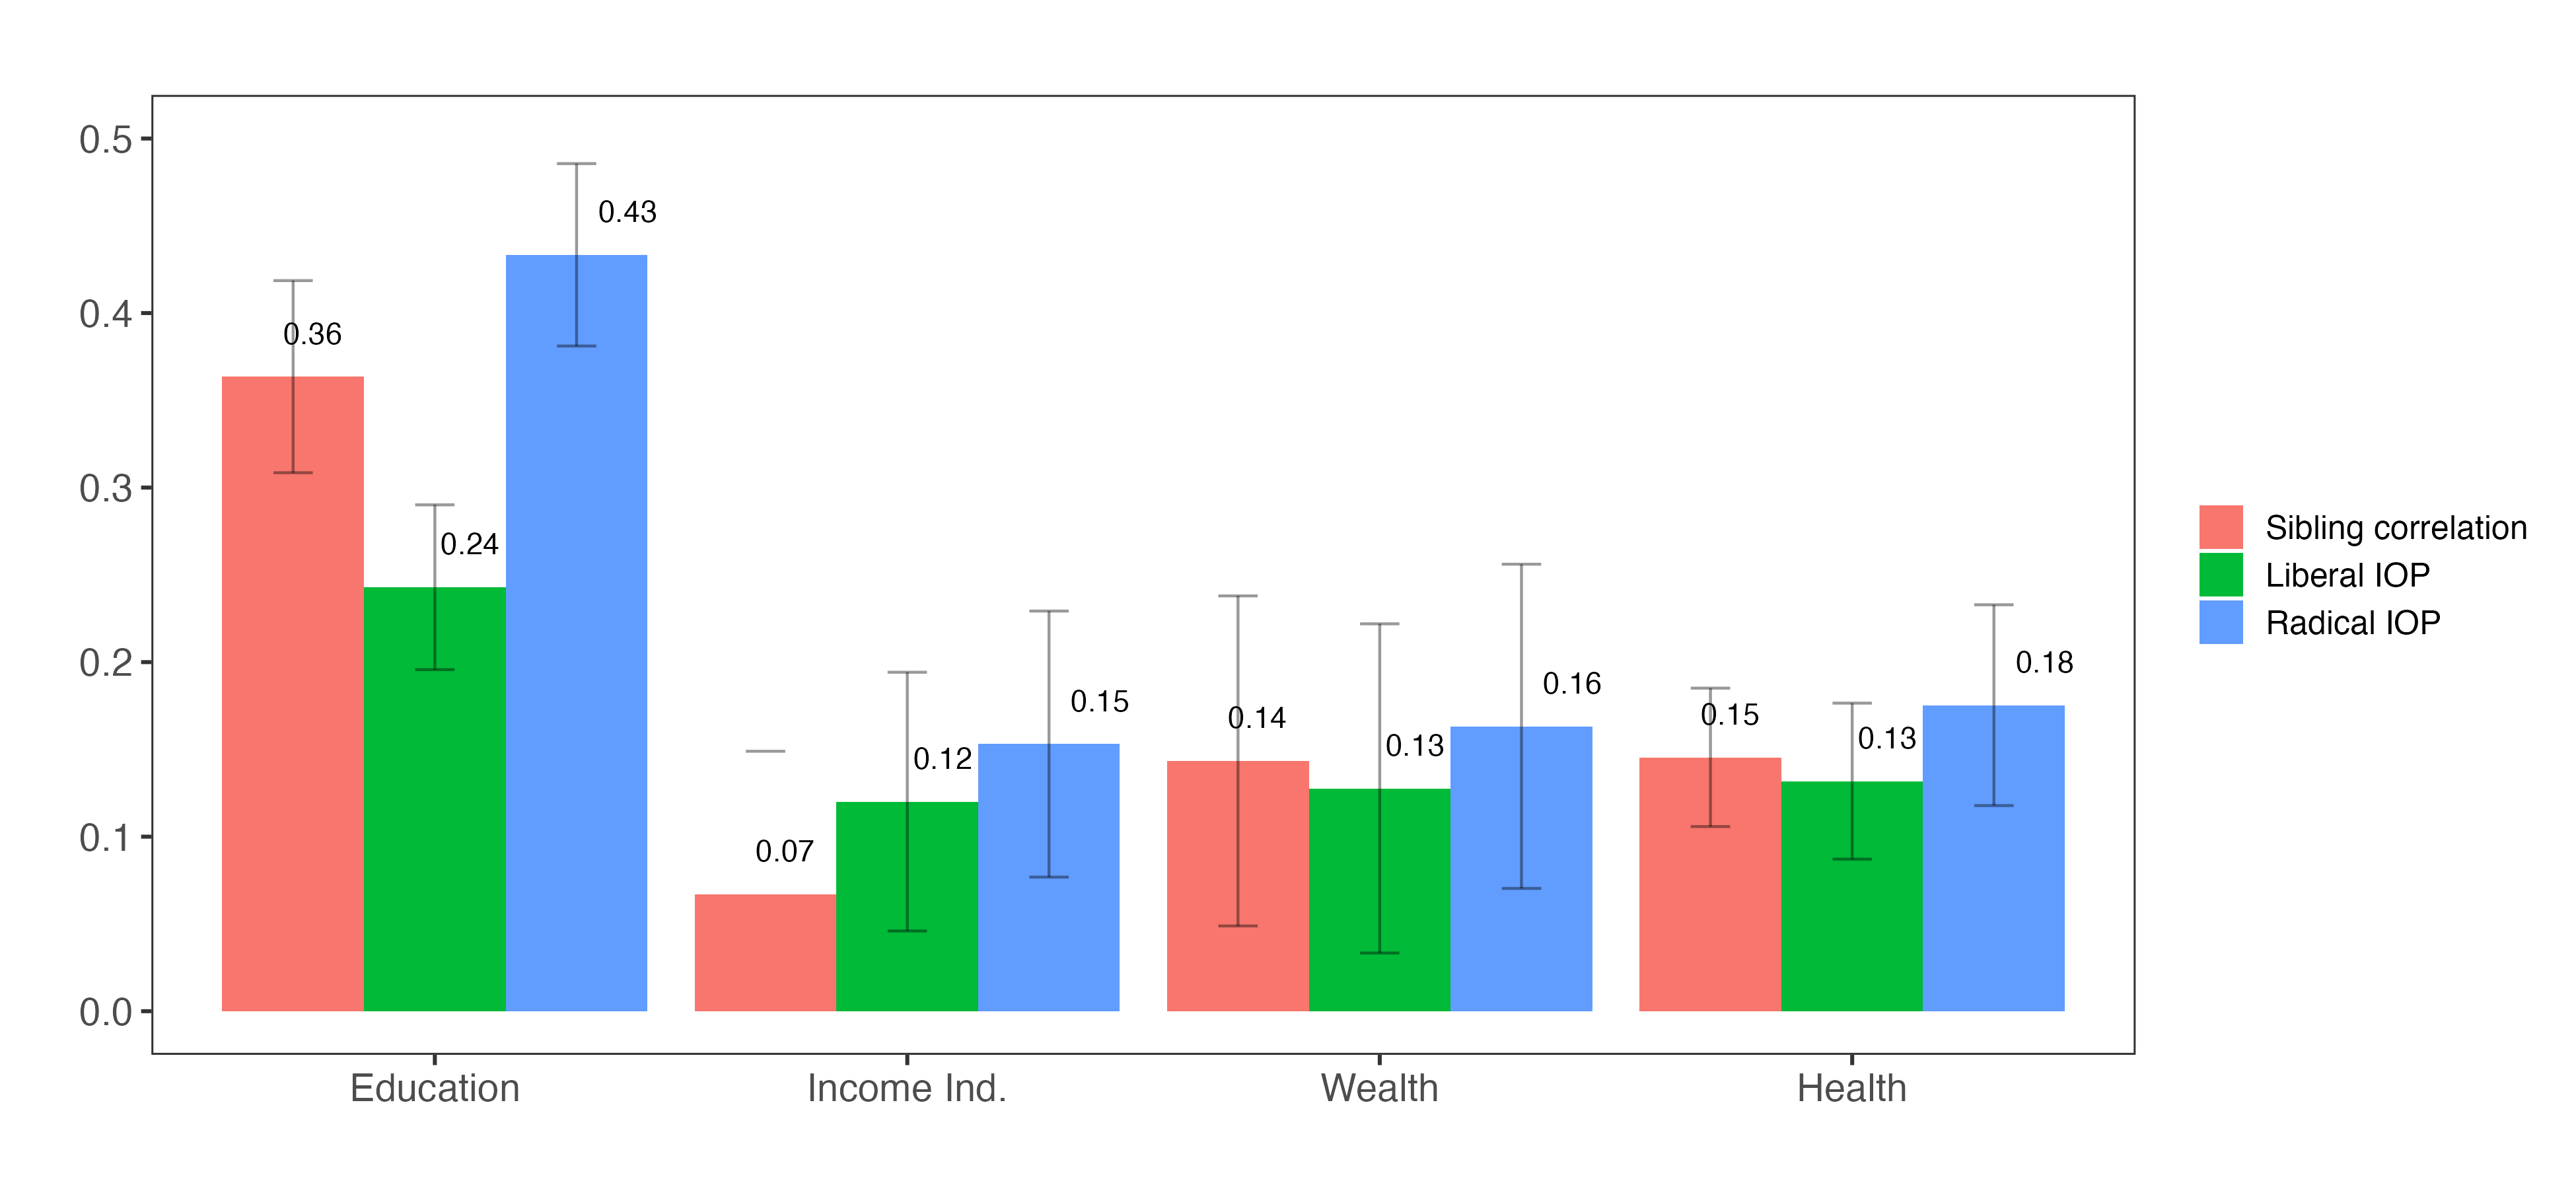 0.5
0.4
0.3
0.2
0.1
0.0
0.36
0.24
0.43
0.07
0.12
0.15
0.14
0.13
0.16
0.15
0.13
0.18
Education
Income Ind.
Wealth
Health
Sibling correlation
Liberal IOP
Radical IOP